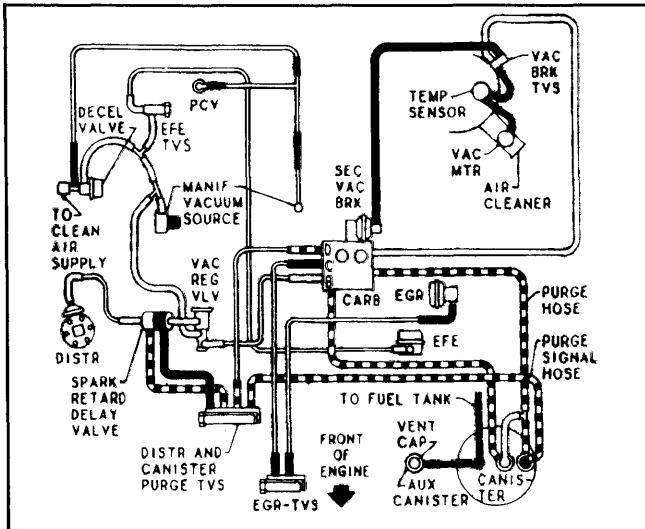 VAC
BRK
TVS
TEMP
SENSOR
VAC
MTR
AIR
CLEANER
PCV
DECEL
VALVE
EFE
TVS
SEC
VAC
BRK
MANIF
VACUUM
SOURCE
TO
CLEAN
AIR
SUPPLY
VAC
REG
VLV
D
C
CARB
EGR
PURGE
HOSE
DISTR
EFE
PURGE
SIGNAL
HOSE
SPARK
RETARD
DELAY
VALVE
TO FUEL TANK
VENT
CAP
DISTR AND
CANISTER
PURGE TVS
FRONT
OF
ENGINE
AUX
CANISTER
CANIS-
TER
EGR-TVS